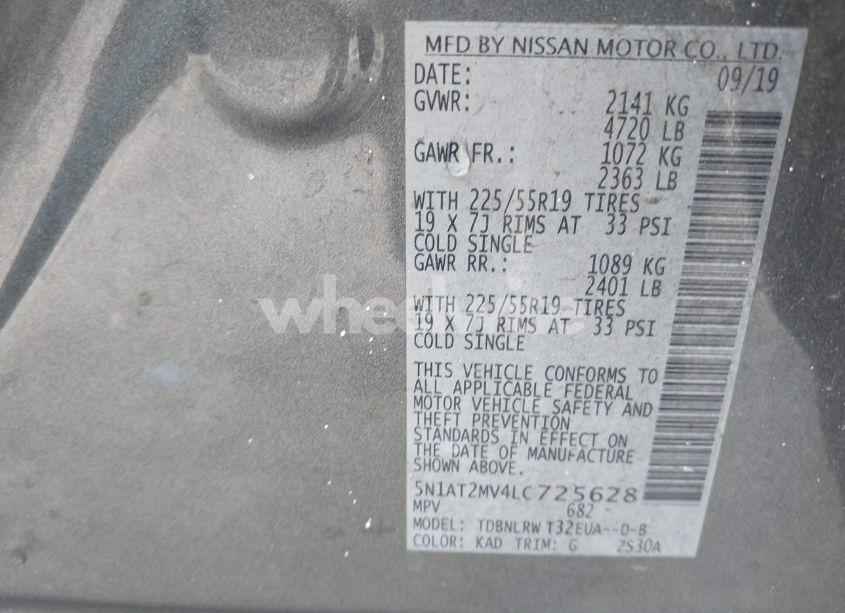 MFD BY NISSAN MOTOR CO., LTD.
DATE: 09/19
GVWR: 2141 KG
4720 LB
GAWR FR.: 1072 KG
2363 LB
WITH 225/55R19 TIRES
19 X 7J RIMS AT 33 PSI
COLD SINGLE
GAWR RR.: 1089 KG
2401 LB
WITH 225/55R19 TIRES
19 X 7J RIMS AT 33 PSI
COLD SINGLE
THIS VEHICLE CONFORMS TO
ALL APPLICABLE FEDERAL
MOTOR VEHICLE SAFETY AND
THEFT PREVENTION
STANDARDS IN EFFECT ON
THE DATE OF MANUFACTURE
SHOWN ABOVE.
5N1AT2MV4LC725628
MPV 682
MODEL: TDBNLRW T32EUA--D-B
COLOR: KAD TRIM: G 2S30A